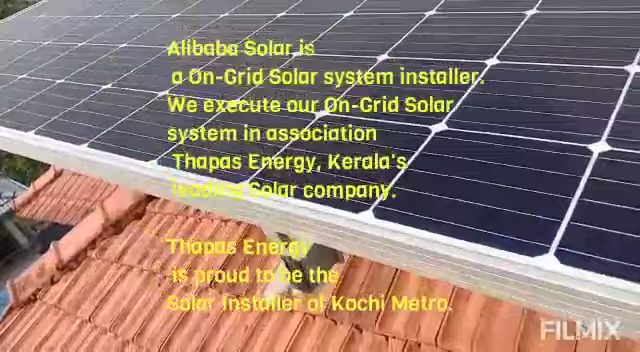 Alibaba Solar is
a On-Grid Solar system installer.
We execute our On-Grid Solar
system in association
Thapas Energy, Kerala's
leading Solar company.
Thapas Energy
is proud to be the
Solar Installer of Kochi Metro.
FILMIX